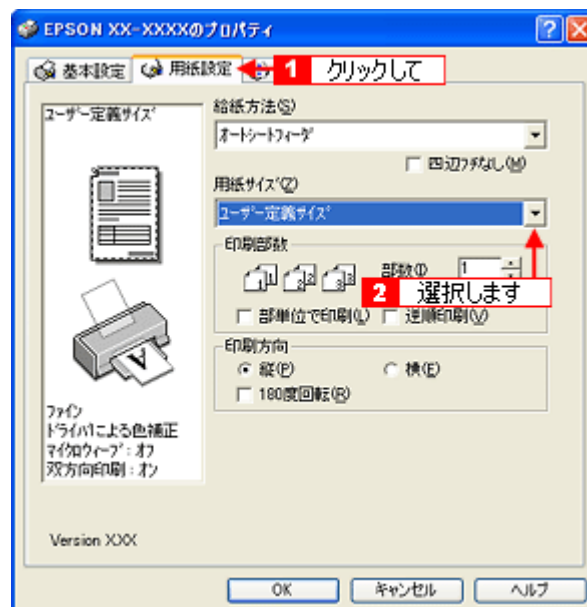 EPSON XX-XXXXのプロパティ
基本設定 用紙設定 1 クリックして
ユーザー定義サイズ
給紙方法(S)
オートシートフィーダ
四辺フチなし(M)
用紙サイズ(Z)
ユーザー定義サイズ
印刷部数
部数(I) 1
2 選択します
部単位で印刷(L) 逆順印刷(V)
印刷方向
縦(P) 横(E)
180度回転(R)
ファイン
ドライバによる色補正
マイクロウィーブ:オフ
双方向印刷:オン
Version XXX
OK キャンセル ヘルプ